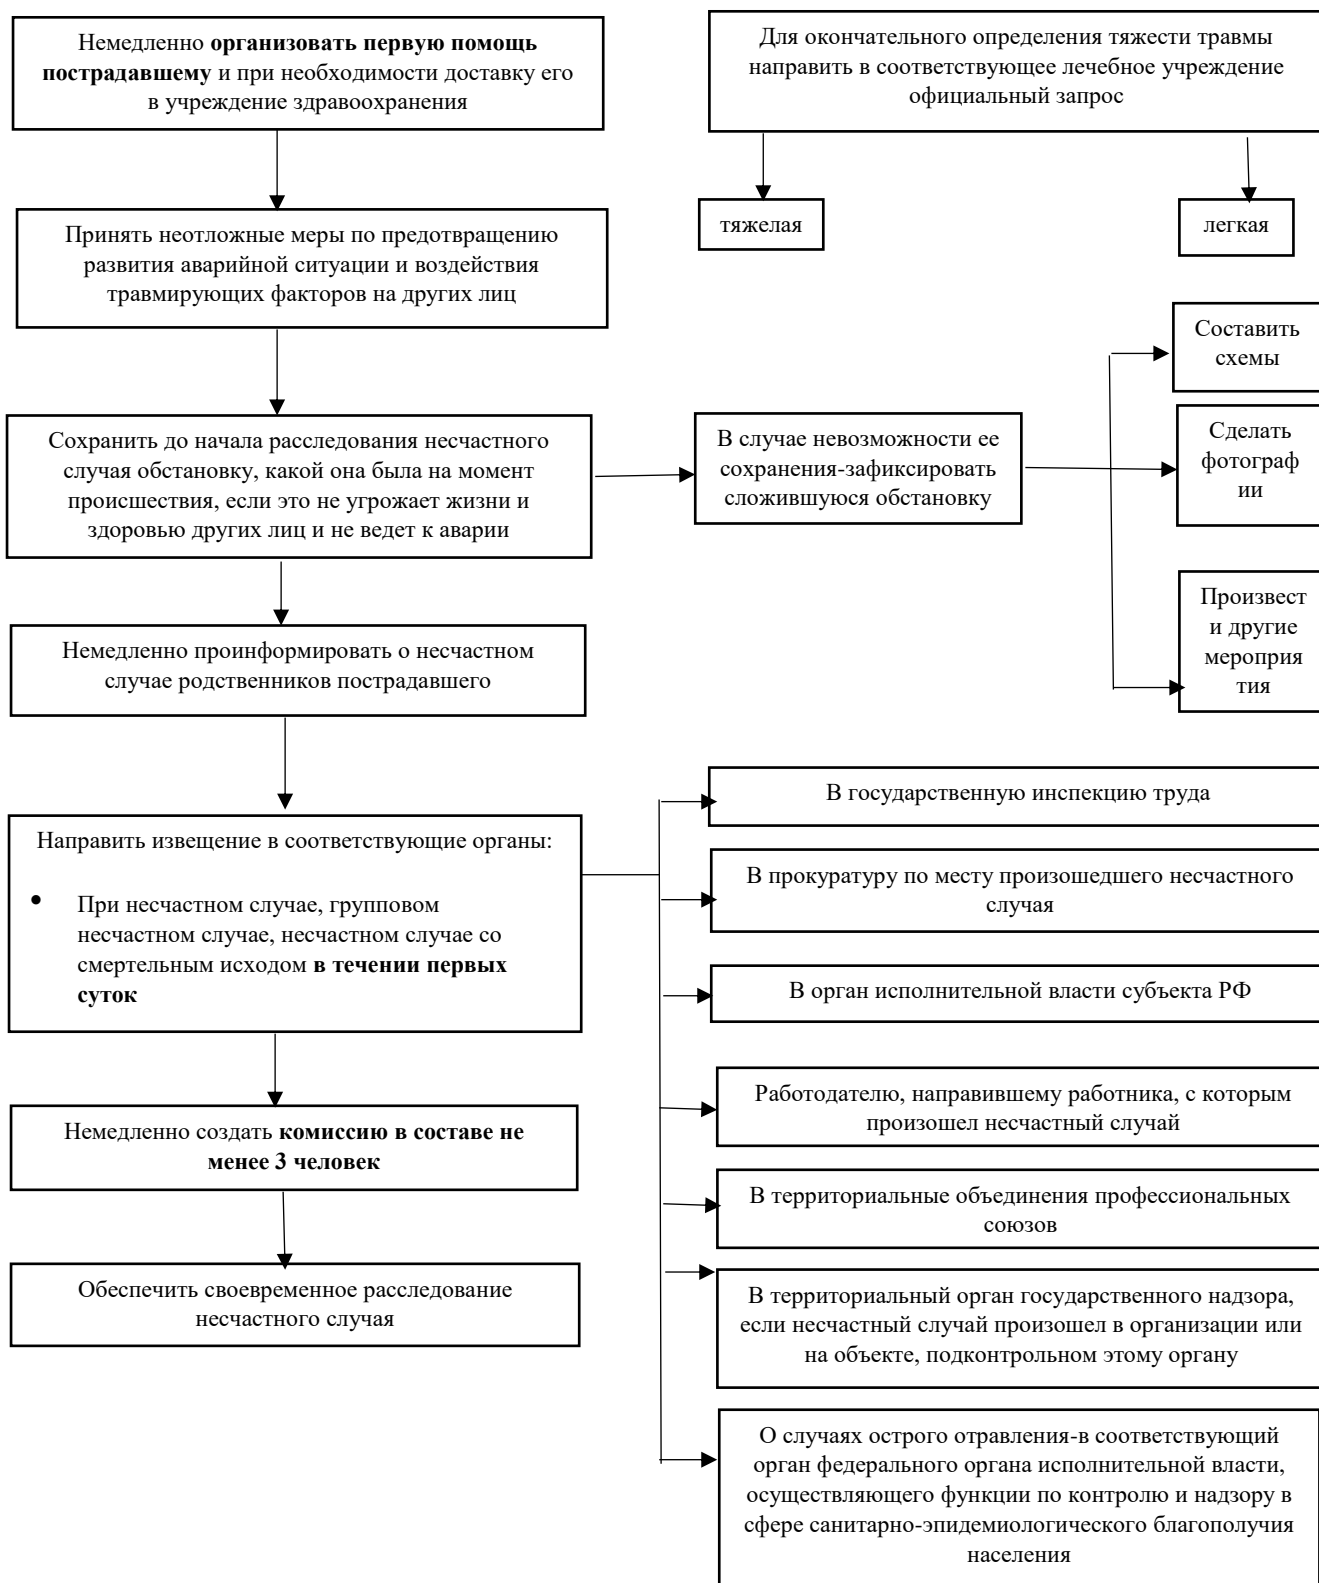 Немедленно организовать первую помощь
пострадавшему и при необходимости доставку его
в учреждение здравоохранения
Для окончательного определения тяжести травмы
направить в соответствующее лечебное учреждение
официальный запрос
тяжелая
легкая
Принять неотложные меры по предотвращению
развития аварийной ситуации и воздействия
травмирующих факторов на других лиц
Сохранить до начала расследования несчастного
случая обстановку, какой она была на момент
происшествия, если это не угрожает жизни и
здоровью других лиц и не ведет к аварии
В случае невозможности ее
сохранения-зафиксировать
сложившуюся обстановку
Составить
схемы
Сделать
фотограф
ии
Произвест
и другие
мероприя
тия
Немедленно проинформировать о несчастном
случае родственников пострадавшего
Направить извещение в соответствующие органы:
• При несчастном случае, групповом
несчастном случае, несчастном случае со
смертельным исходом в течении первых
суток
В государственную инспекцию труда
В прокуратуру по месту произошедшего несчастного
случая
В орган исполнительной власти субъекта РФ
Работодателю, направившему работника, с которым
произошел несчастный случай
В территориальные объединения профессиональных
союзов
В территориальный орган государственного надзора,
если несчастный случай произошел в организации или
на объекте, подконтрольном этому органу
О случаях острого отравления-в соответствующий
орган федерального органа исполнительной власти,
осуществляющего функции по контролю и надзору в
сфере санитарно-эпидемиологического благополучия
населения
Немедленно создать комиссию в составе не
менее 3 человек
Обеспечить своевременное расследование
несчастного случая